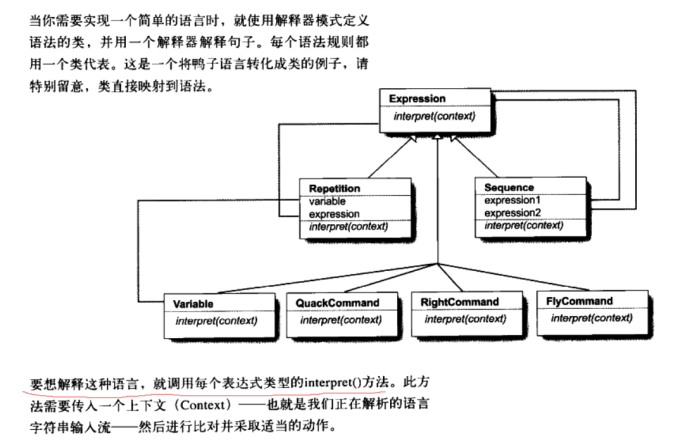 当你需要实现一个简单的语言时，就使用解释器模式定义
语法的类，并用一个解释器解释句子。每个语法规则都
用一个类代表。这是一个将鸭子语言转化成类的例子，请
特别留意，类直接映射到语法。
Expression
interpret(context)
Repetition
variable
expression
interpret(context)
Sequence
expression1
expression2
interpret(context)
Variable
interpret(context)
QuackCommand
interpret(context)
RightCommand
interpret(context)
FlyCommand
interpret(context)
要想解释这种语言，就调用每个表达式类型的interpret()方法。此方
法需要传入一个上下文（Context）——也就是我们正在解析的语言
字符串输入流——然后进行比对并采取适当的动作。